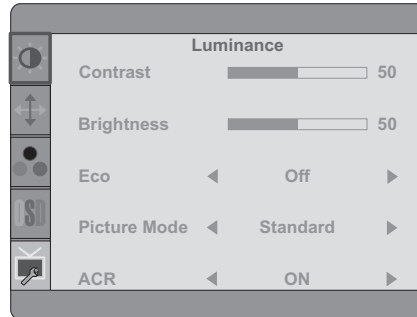 Luminance
Contrast 50
Brightness 50
Eco Off
Picture Mode Standard
OSD
ACR ON